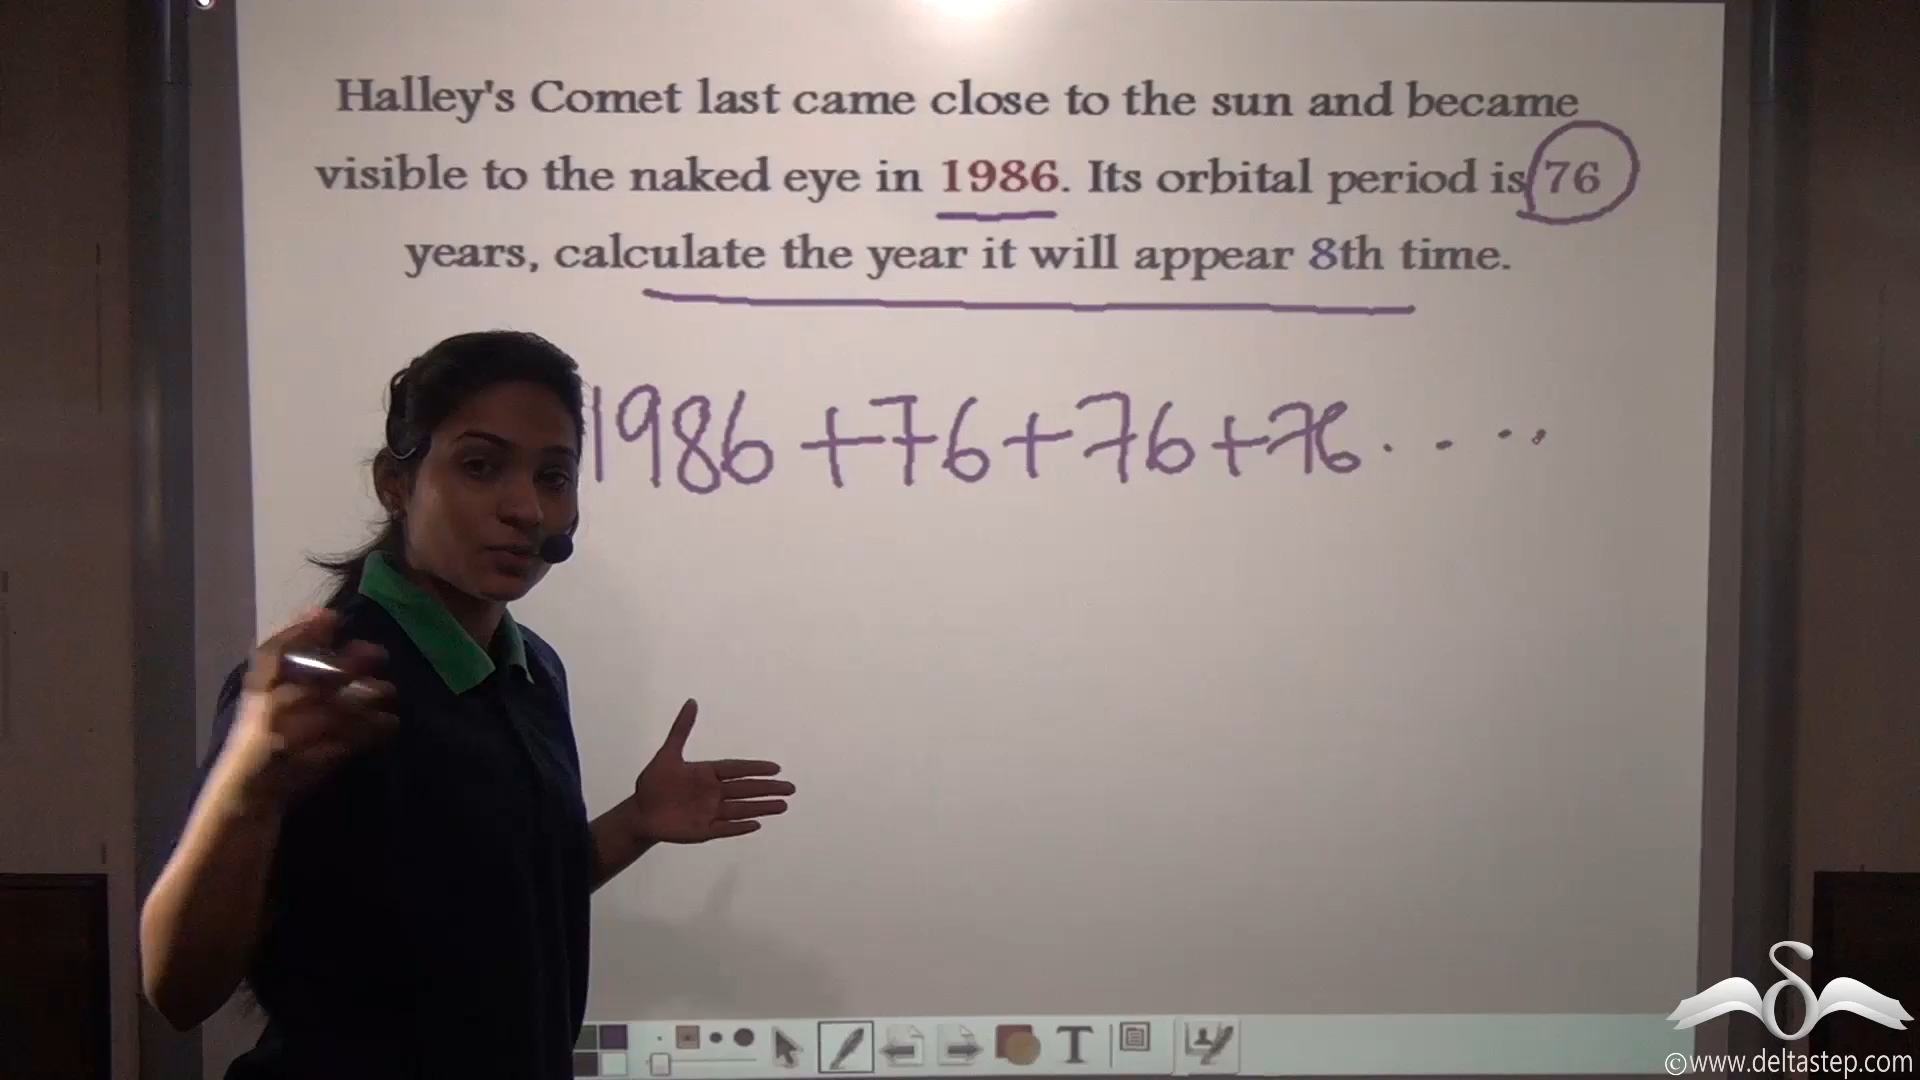 Halley's Comet last came close to the sun and became
visible to the naked eye in 1986. Its orbital period is 76
years, calculate the year it will appear 8th time.
1986 +76+76+76.....
T
©www.deltastep.com